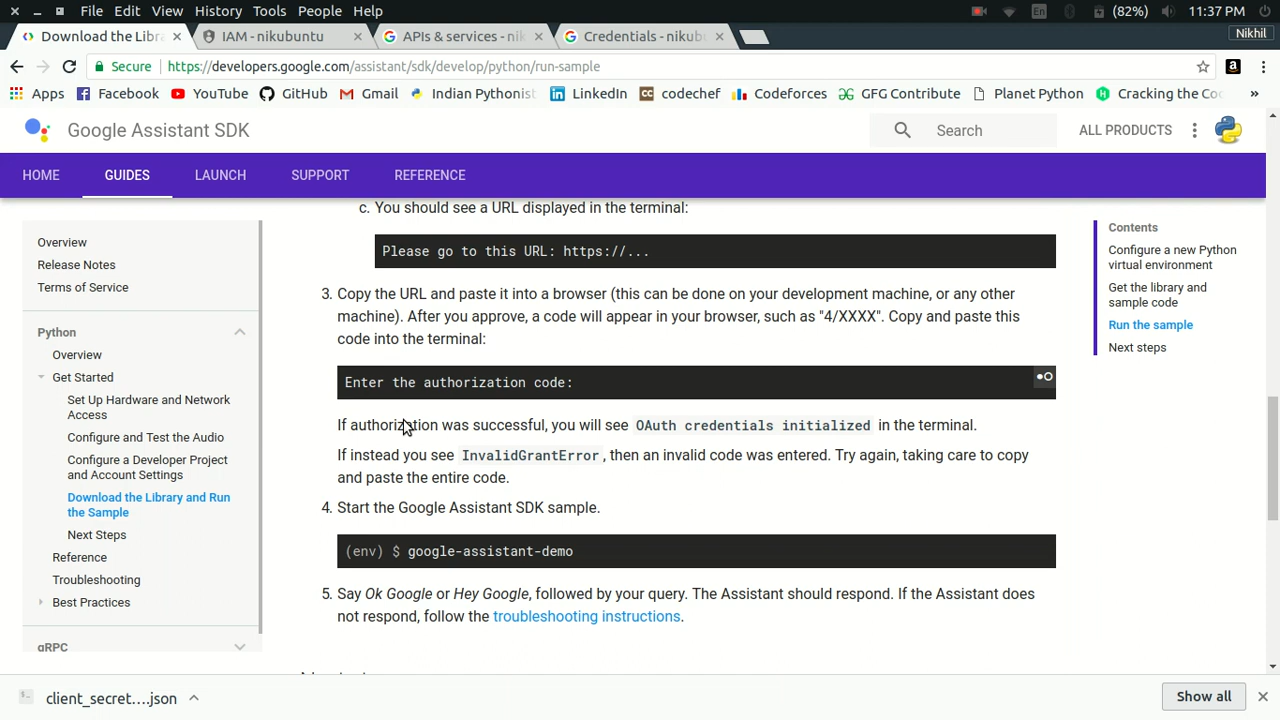 File Edit View History Tools People Help
En (82%) 11:37 PM
Download the Libra
IAM - nikubuntu
APIs & services - nik
Credentials - nikub
Nikhil
Secure https://developers.google.com/assistant/sdk/develop/python/run-sample
Apps Facebook YouTube GitHub Gmail Indian Pythonist LinkedIn codechef Codeforces GFG Contribute Planet Python Cracking the Co »
Google Assistant SDK
Search
ALL PRODUCTS
HOME GUIDES LAUNCH SUPPORT REFERENCE
Overview
Release Notes
Terms of Service
Python
Overview
Get Started
Set Up Hardware and Network
Access
Configure and Test the Audio
Configure a Developer Project
and Account Settings
Download the Library and Run
the Sample
Next Steps
Reference
Troubleshooting
Best Practices
gRPC
c. You should see a URL displayed in the terminal:
Please go to this URL: https://...
3. Copy the URL and paste it into a browser (this can be done on your development machine, or any other
machine). After you approve, a code will appear in your browser, such as "4/XXXX". Copy and paste this
code into the terminal:
Enter the authorization code:
If authorization was successful, you will see OAuth credentials initialized in the terminal.
If instead you see InvalidGrantError, then an invalid code was entered. Try again, taking care to copy
and paste the entire code.
4. Start the Google Assistant SDK sample.
(env) $ google-assistant-demo
5. Say Ok Google or Hey Google, followed by your query. The Assistant should respond. If the Assistant does
not respond, follow the troubleshooting instructions.
Contents
Configure a new Python
virtual environment
Get the library and
sample code
Run the sample
Next steps
client_secret....json
Show all